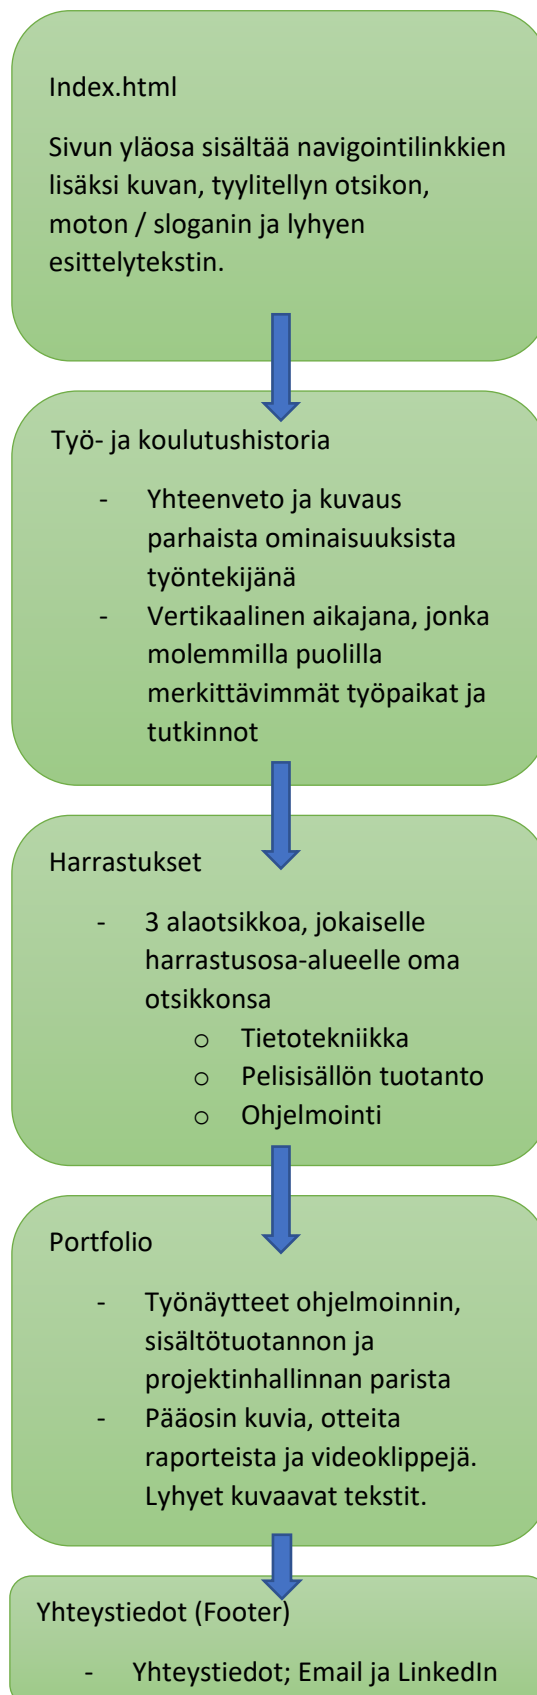 Index.html
Sivun yläosa sisältää navigointilinkkien
lisäksi kuvan, tyylitellyn otsikon,
moton / sloganin ja lyhyen
esittelytekstin.
Työ- ja koulutushistoria
- Yhteenveto ja kuvaus
parhaista ominaisuuksista
työntekijänä
- Vertikaalinen aikajana, jonka
molemmilla puolilla
merkittävimmät työpaikat ja
tutkinnot
Harrastukset
- 3 alaotsikkoa, jokaiselle
harrastusosa-alueelle oma
otsikkonsa
o Tietotekniikka
o Pelisisällön tuotanto
o Ohjelmointi
Portfolio
- Työnäytteet ohjelmoinnin,
sisältötuotannon ja
projektinhallinnan parista
- Pääosin kuvia, otteita
raporteista ja videoklippejä.
Lyhyet kuvaavat tekstit.
Yhteystiedot (Footer)
- Yhteystiedot; Email ja LinkedIn